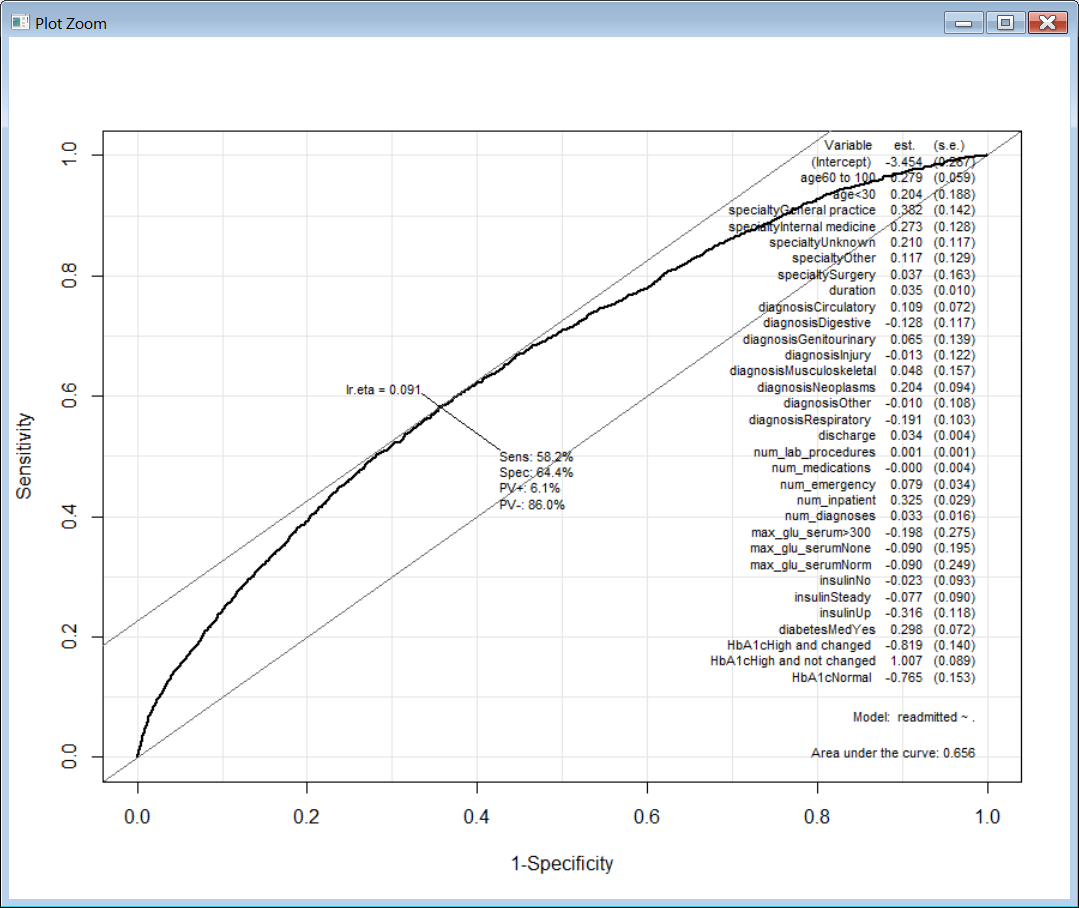 Plot Zoom
Variable est. (s.e.)
(Intercept) -3.454 (0.267)
age60 to 100 0.279 (0.059)
age<30 0.204 (0.188)
specialtyGeneral practice 0.382 (0.142)
specialtyInternal medicine 0.273 (0.128)
specialtyUnknown 0.210 (0.117)
specialtyOther 0.117 (0.129)
specialtySurgery 0.037 (0.163)
duration 0.035 (0.010)
diagnosisCirculatory 0.109 (0.072)
diagnosisDigestive -0.128 (0.117)
diagnosisGenitourinary 0.065 (0.139)
diagnosisInjury -0.013 (0.122)
diagnosisMusculoskeletal 0.048 (0.157)
diagnosisNeoplasms 0.204 (0.094)
diagnosisOther -0.010 (0.108)
diagnosisRespiratory -0.191 (0.103)
discharge 0.034 (0.004)
num_lab_procedures 0.001 (0.001)
num_medications -0.000 (0.004)
num_emergency 0.079 (0.034)
num_inpatient 0.325 (0.029)
num_diagnoses 0.033 (0.016)
max_glu_serum>300 -0.198 (0.275)
max_glu_serumNone -0.090 (0.195)
max_glu_serumNorm -0.090 (0.249)
insulinNo -0.023 (0.093)
insulinSteady -0.077 (0.090)
insulinUp -0.316 (0.118)
diabetesMedYes 0.298 (0.072)
HbA1cHigh and changed -0.819 (0.140)
HbA1cHigh and not changed 1.007 (0.089)
HbA1cNormal -0.765 (0.153)
Model: readmitted ~ .
Area under the curve: 0.656
lr.eta = 0.091
Sens: 58.2%
Spec: 64.4%
PV+: 6.1%
PV-: 86.0%
Sensitivity
1.0
0.8
0.6
0.4
0.2
0.0
0.0 0.2 0.4 0.6 0.8 1.0
1-Specificity